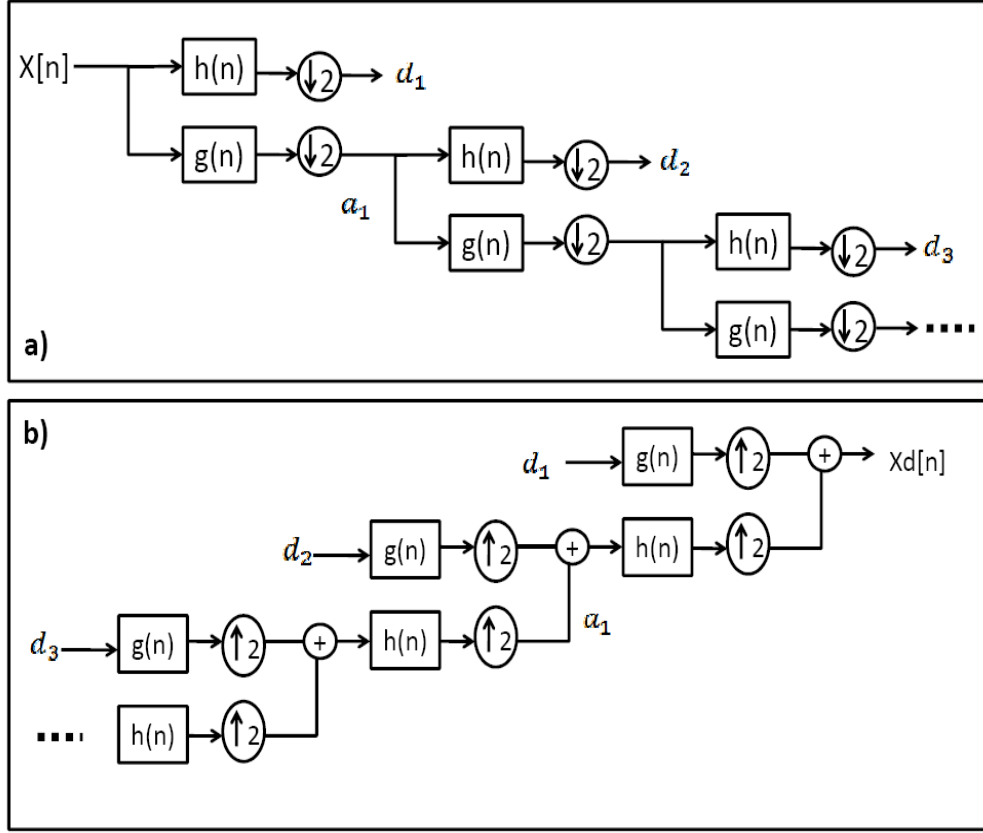 X[n] h(n) ↓2 d₁
g(n) ↓2 h(n) ↓2 d₂
a₁
g(n) ↓2 h(n) ↓2 d₃
g(n) ↓2 .....
a)
b)
d₁ g(n) ↑2 + Xd[n]
d₂ g(n) ↑2 + h(n) ↑2
a₁
d₃ g(n) ↑2 + h(n) ↑2
.... h(n) ↑2